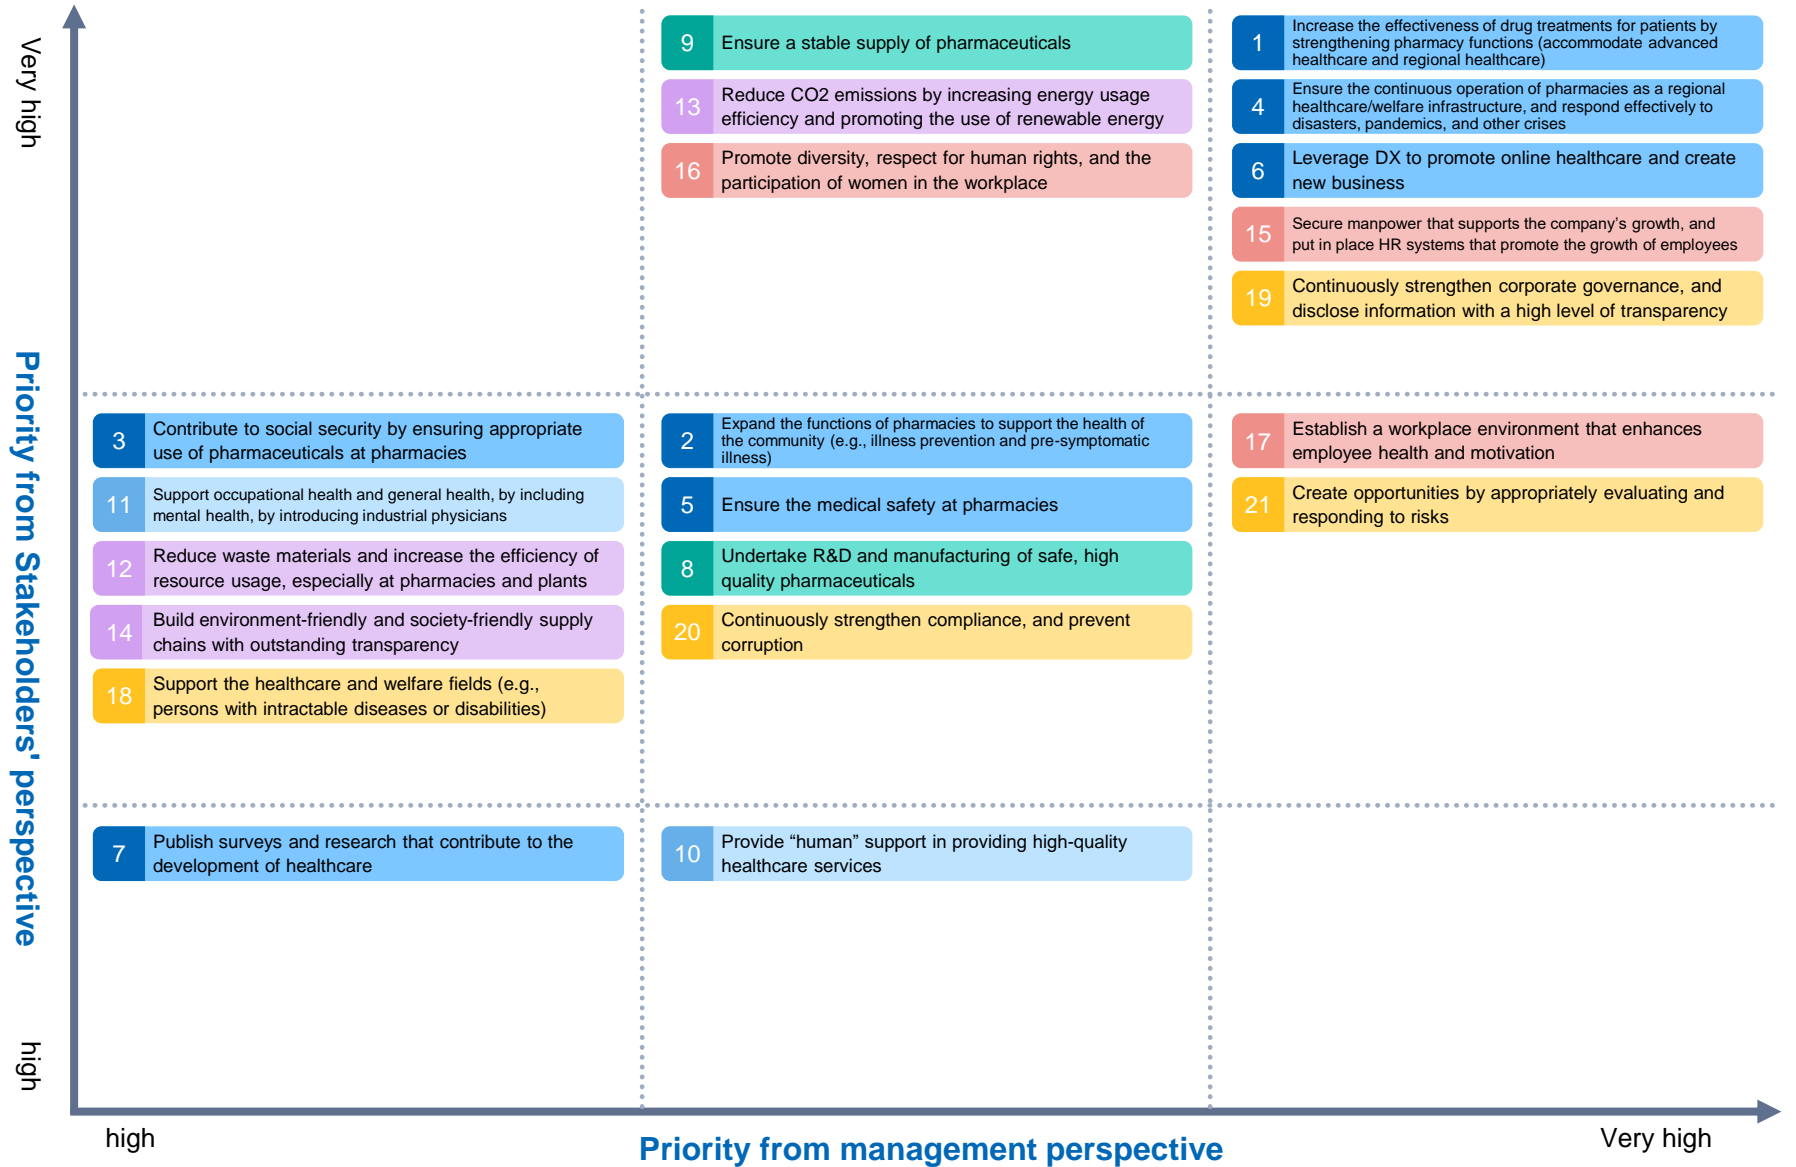 Very high
9
Ensure a stable supply of pharmaceuticals
13
Reduce CO2 emissions by increasing energy usage
efficiency and promoting the use of renewable energy
16
Promote diversity, respect for human rights, and the
participation of women in the workplace
1
Increase the effectiveness of drug treatments for patients by
strengthening pharmacy functions (accommodate advanced
healthcare and regional healthcare)
4
Ensure the continuous operation of pharmacies as a regional
healthcare/welfare infrastructure, and respond effectively to
disasters, pandemics, and other crises
6
Leverage DX to promote online healthcare and create
new business
15
Secure manpower that supports the company’s growth, and
put in place HR systems that promote the growth of employees
19
Continuously strengthen corporate governance, and
disclose information with a high level of transparency
Priority from Stakeholders' perspective
3
Contribute to social security by ensuring appropriate
use of pharmaceuticals at pharmacies
11
Support occupational health and general health, by including
mental health, by introducing industrial physicians
12
Reduce waste materials and increase the efficiency of
resource usage, especially at pharmacies and plants
14
Build environment-friendly and society-friendly supply
chains with outstanding transparency
18
Support the healthcare and welfare fields (e.g.,
persons with intractable diseases or disabilities)
2
Expand the functions of pharmacies to support the health of
the community (e.g., illness prevention and pre-symptomatic
illness)
5
Ensure the medical safety at pharmacies
8
Undertake R&D and manufacturing of safe, high
quality pharmaceuticals
20
Continuously strengthen compliance, and prevent
corruption
17
Establish a workplace environment that enhances
employee health and motivation
21
Create opportunities by appropriately evaluating and
responding to risks
7
Publish surveys and research that contribute to the
development of healthcare
10
Provide “human” support in providing high-quality
healthcare services
high
high
Priority from management perspective
Very high